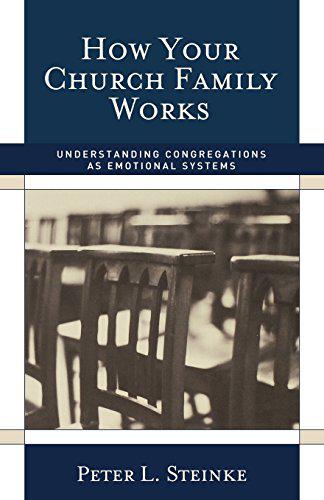 How Your
Church Family
Works
UNDERSTANDING CONGREGATIONS
AS EMOTIONAL SYSTEMS
Peter L. Steinke